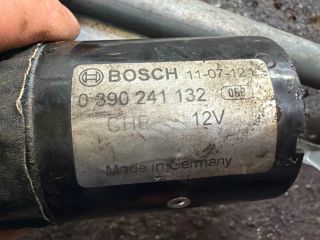 BOSCH 11-07-12
0 390 241 132
CHP 12V
Made in Germany